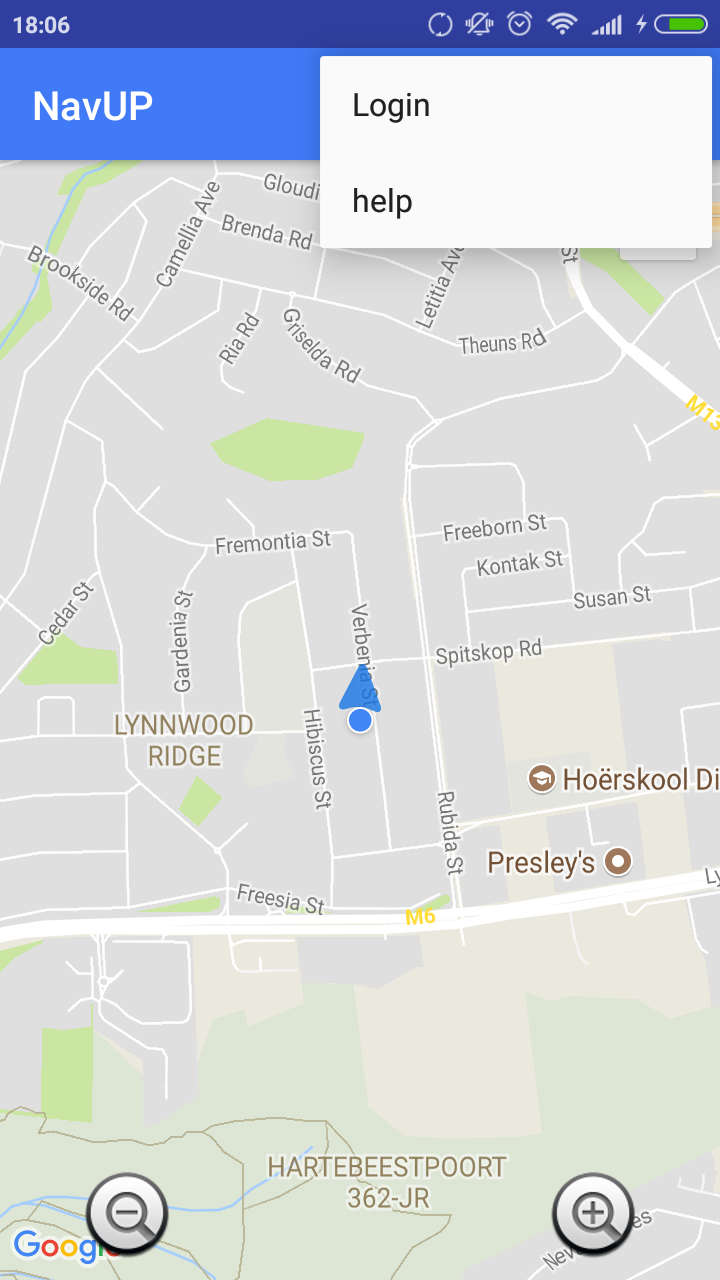 18:06
NavUP
Login
help
Gloudi
Camellia Ave
Brenda Rd
Letitia Ave
St
Brookside Rd
Ria Rd
Griselda Rd
Theuns Rd
M13
Fremontia St
Freeborn St
Kontak St
Cedar St
Gardenia St
Verbenia St
Susan St
Spitskop Rd
LYNNWOOD
RIDGE
Hibiscus St
Hoërskool Di
Rubida St
Presley's
Ly
Freesia St
M6
HARTEBEESTPOORT
362-JR
Google